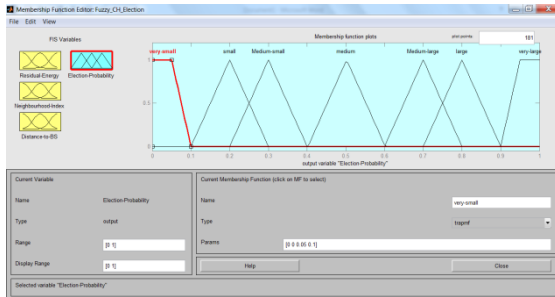 Membership Function Editor: Fuzzy_CH_Election
File Edit View
FIS Variables
Membership function plots
plot points:
181
Residual-Energy
Election-Probability
Neighbourhood-Index
Distance-to-BS
very-small small Medium-small medium Medium-large large very-large
1
0.5
0
0 0.1 0.2 0.3 0.4 0.5 0.6 0.7 0.8 0.9 1
output variable "Election-Probability"
Current Variable
Name Election-Probability
Type output
Range [0 1]
Display Range [0 1]
Current Membership Function (click on MF to select)
Name very-small
Type trapmf
Params [0 0 0.05 0.1]
Help
Close
Selected variable "Election-Probability"